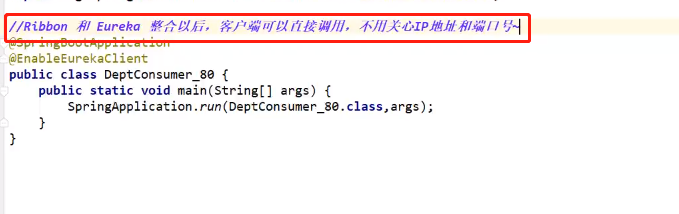 //Ribbon 和 Eureka 整合以后，客户端可以直接调用，不用关心IP地址和端口号~
@SpringBootApplication
@EnableEurekaClient
public class DeptConsumer_80 {
public static void main(String[] args) {
SpringApplication.run(DeptConsumer_80.class,args);
}
}